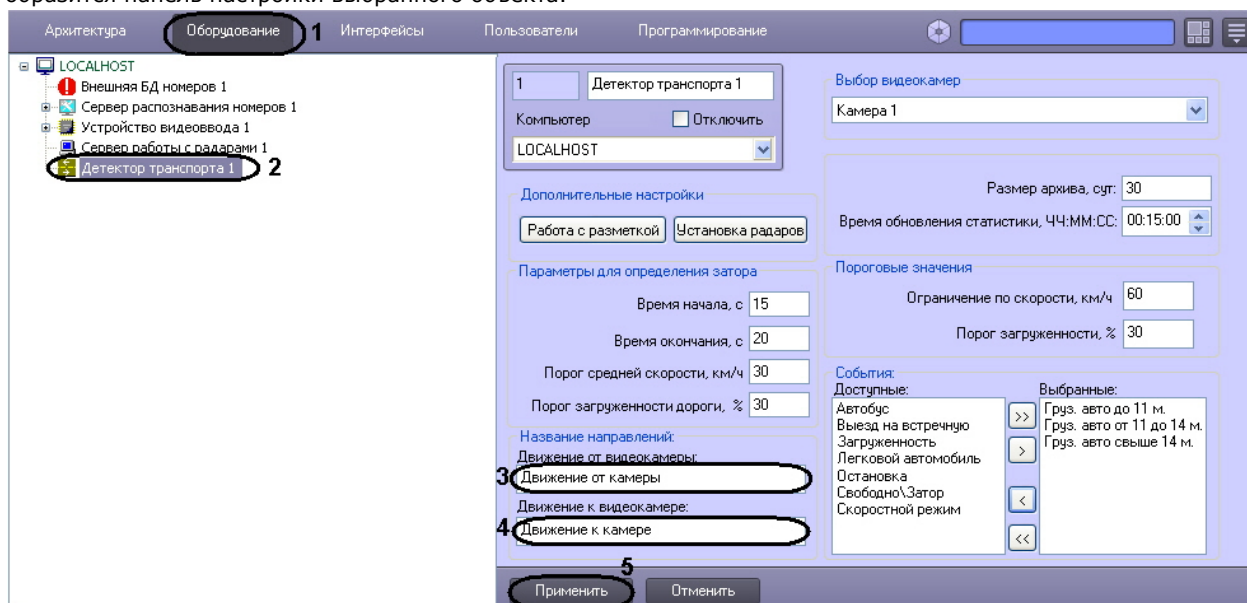 образится панель настройки выбранного объекта.
Архитектура Оборудование 1 Интерфейсы Пользователи Программирование
LOCALHOST
Внешняя БД номеров 1
Сервер распознавания номеров 1
Устройство видеоввода 1
Сервер работы с радарами 1
Детектор транспорта 1 2
1 Детектор транспорта 1
Компьютер Отключить
LOCALHOST
Дополнительные настройки
Работа с разметкой Установка радаров
Параметры для определения затора
Время начала, с 15
Время окончания, с 20
Порог средней скорости, км/ч 30
Порог загруженности дороги, % 30
Название направлений:
Движение от видеокамеры:
3 Движение от камеры
Движение к видеокамере:
4 Движение к камере
Выбор видеокамер
Камера 1
Размер архива, сут: 30
Время обновления статистики, ЧЧ:ММ:СС: 00:15:00
Пороговые значения
Ограничение по скорости, км/ч 60
Порог загруженности, % 30
События:
Доступные:
Автобус
Выезд на встречную
Загруженность
Легковой автомобиль
Остановка
Свободно\Затор
Скоростной режим
>>
>
<
<<
Выбранные:
Груз. авто до 11 м.
Груз. авто от 11 до 14 м.
Груз. авто свыше 14 м.
5
Применить Отменить